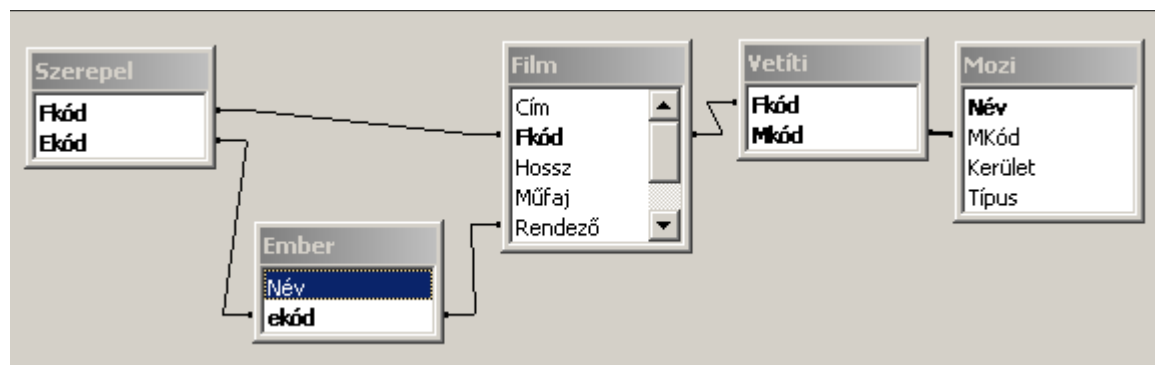 Szerepel
Fkód
Ekód
Film
Cím
Fkód
Hossz
Műfaj
Rendező
Vetíti
Fkód
Mkód
Mozi
Név
MKód
Kerület
Típus
Ember
Név
ekód